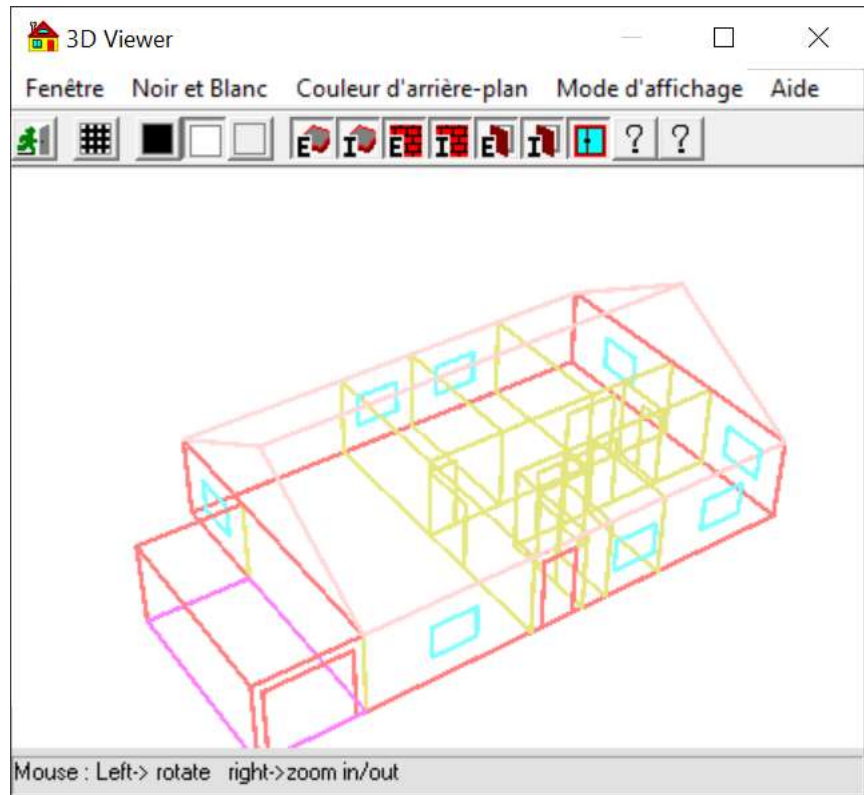 3D Viewer
Fenêtre Noir et Blanc Couleur d'arrière-plan Mode d'affichage Aide
E I E I E I ? ?
Mouse : Left-> rotate right->zoom in/out